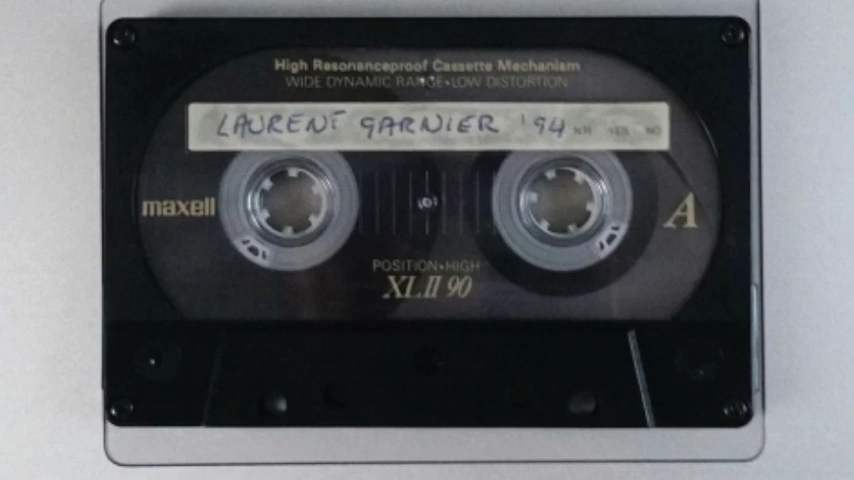 High Resonanceproof Cassette Mechanism
WIDE DYNAMIC RANGE•LOW DISTORTION
LAURENT GARNIER '94 N.R YES NO
maxell
A
POSITION•HIGH
XLII 90